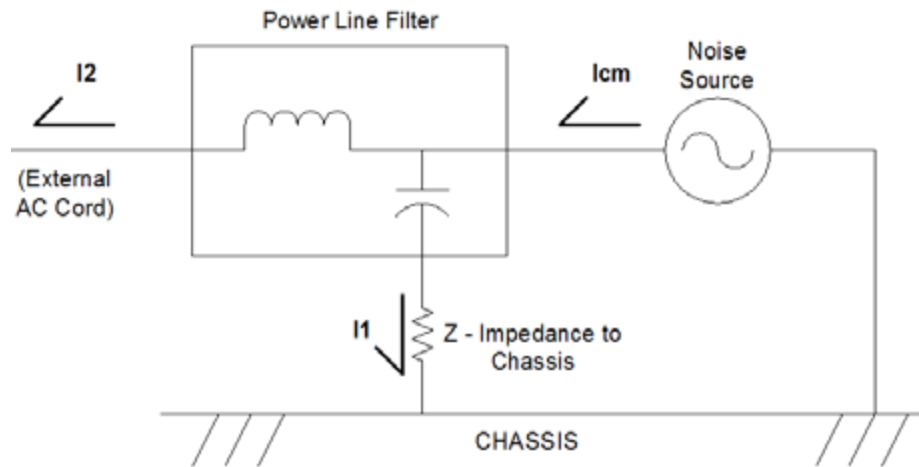 Power Line Filter
I2
Icm
Noise
Source
(External
AC Cord)
I1
Z - Impedance to
Chassis
CHASSIS